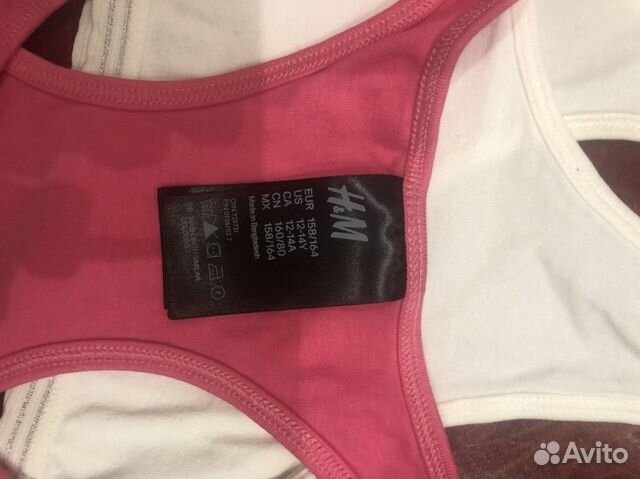 H&M
EUR 158/164
US 12-14Y
CA 12-14A
CN 160/80
MX 158/164
Made in Bangladesh
Avito